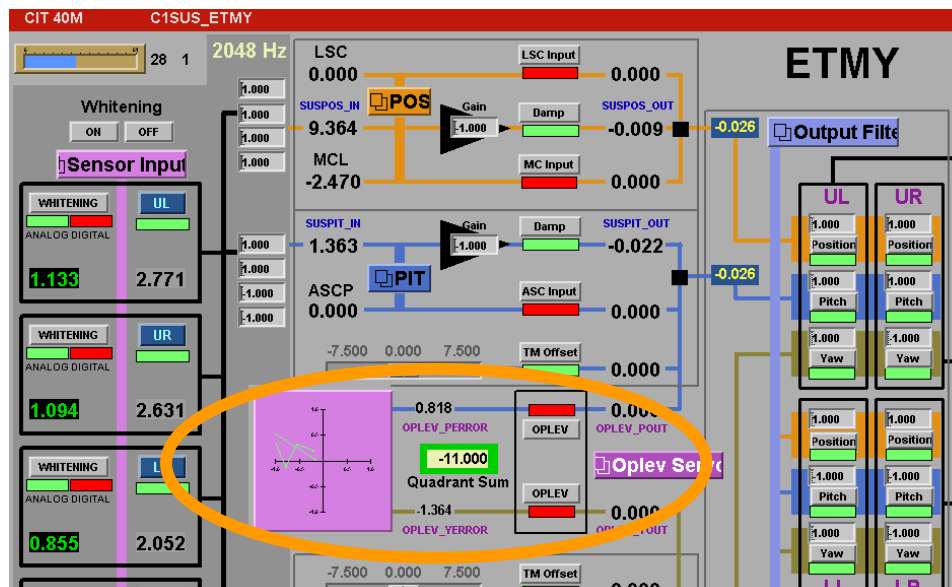 CIT 40M C1SUS_ETMY
28 1
2048 Hz
Whitening
ON OFF
Sensor Input
WHITENING UL
ANALOG DIGITAL
1.133 2.771
WHITENING UR
ANALOG DIGITAL
1.094 2.631
WHITENING
ANALOG DIGITAL
0.855 2.052
1.000
1.000
1.000
1.000
1.000
1.000
-1.000
-1.000
LSC
0.000
LSC Input
0.000
POS
SUSPOS_IN
9.364
Gain
-1.000
Damp
SUSPOS_OUT
-0.009
MCL
-2.470
MC Input
0.000
-0.026
SUSPIT_IN
1.363
Gain
-1.000
Damp
SUSPIT_OUT
-0.022
PIT
ASCP
0.000
ASC Input
0.000
-0.026
-7.500 0.000 7.500
TM Offset
0.000
0.818
OPLEV_PERROR
OPLEV
0.000
OPLEV_POUT
-11.000
Quadrant Sum
Oplev Servo
OPLEV
-1.364
OPLEV_YERROR
0.000
OPLEV_YOUT
-7.500 0.000 7.500
TM Offset
0.000
ETMY
Output Filte
UL UR
1.000 1.000
Position Position
1.000 1.000
Pitch Pitch
1.000 -1.000
Yaw Yaw
1.000 1.000
Position Position
-1.000 -1.000
Pitch Pitch
1.000 -1.000
Yaw Yaw
LL LR